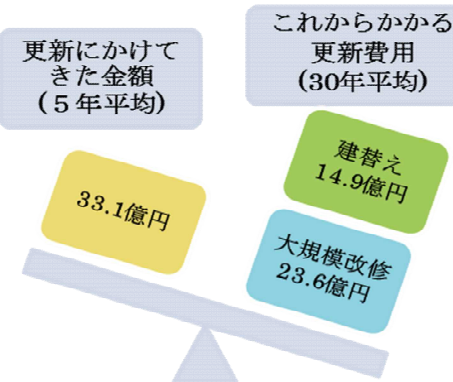 更新にかけて
きた金額
(５年平均)
これからかかる
更新費用
(30年平均)
33.1億円
建替え
14.9億円
大規模改修
23.6億円